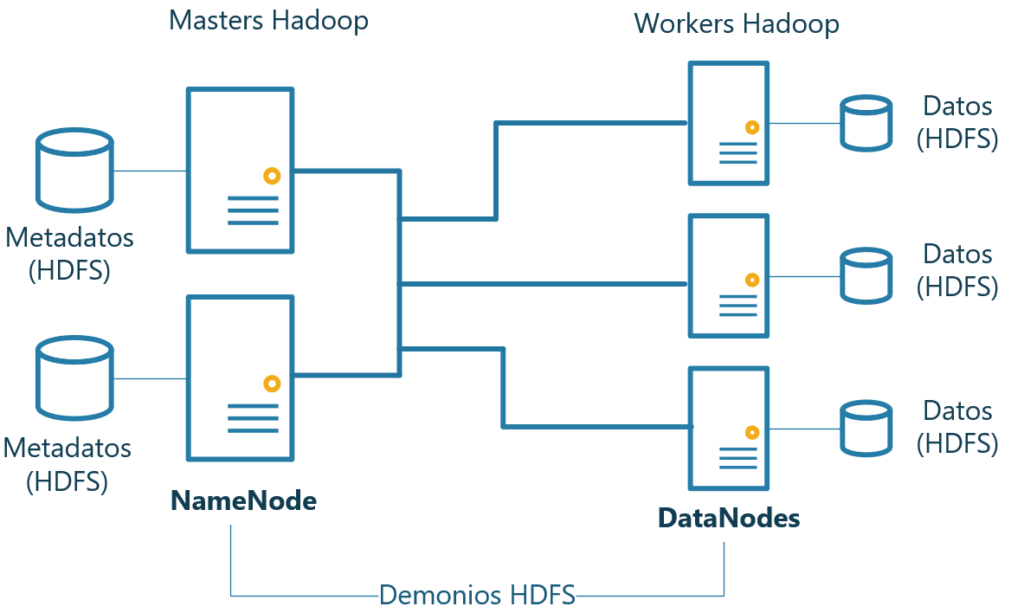 Masters Hadoop
Workers Hadoop
Metadatos
(HDFS)
Metadatos
(HDFS)
NameNode
Datos
(HDFS)
Datos
(HDFS)
Datos
(HDFS)
DataNodes
Demonios HDFS